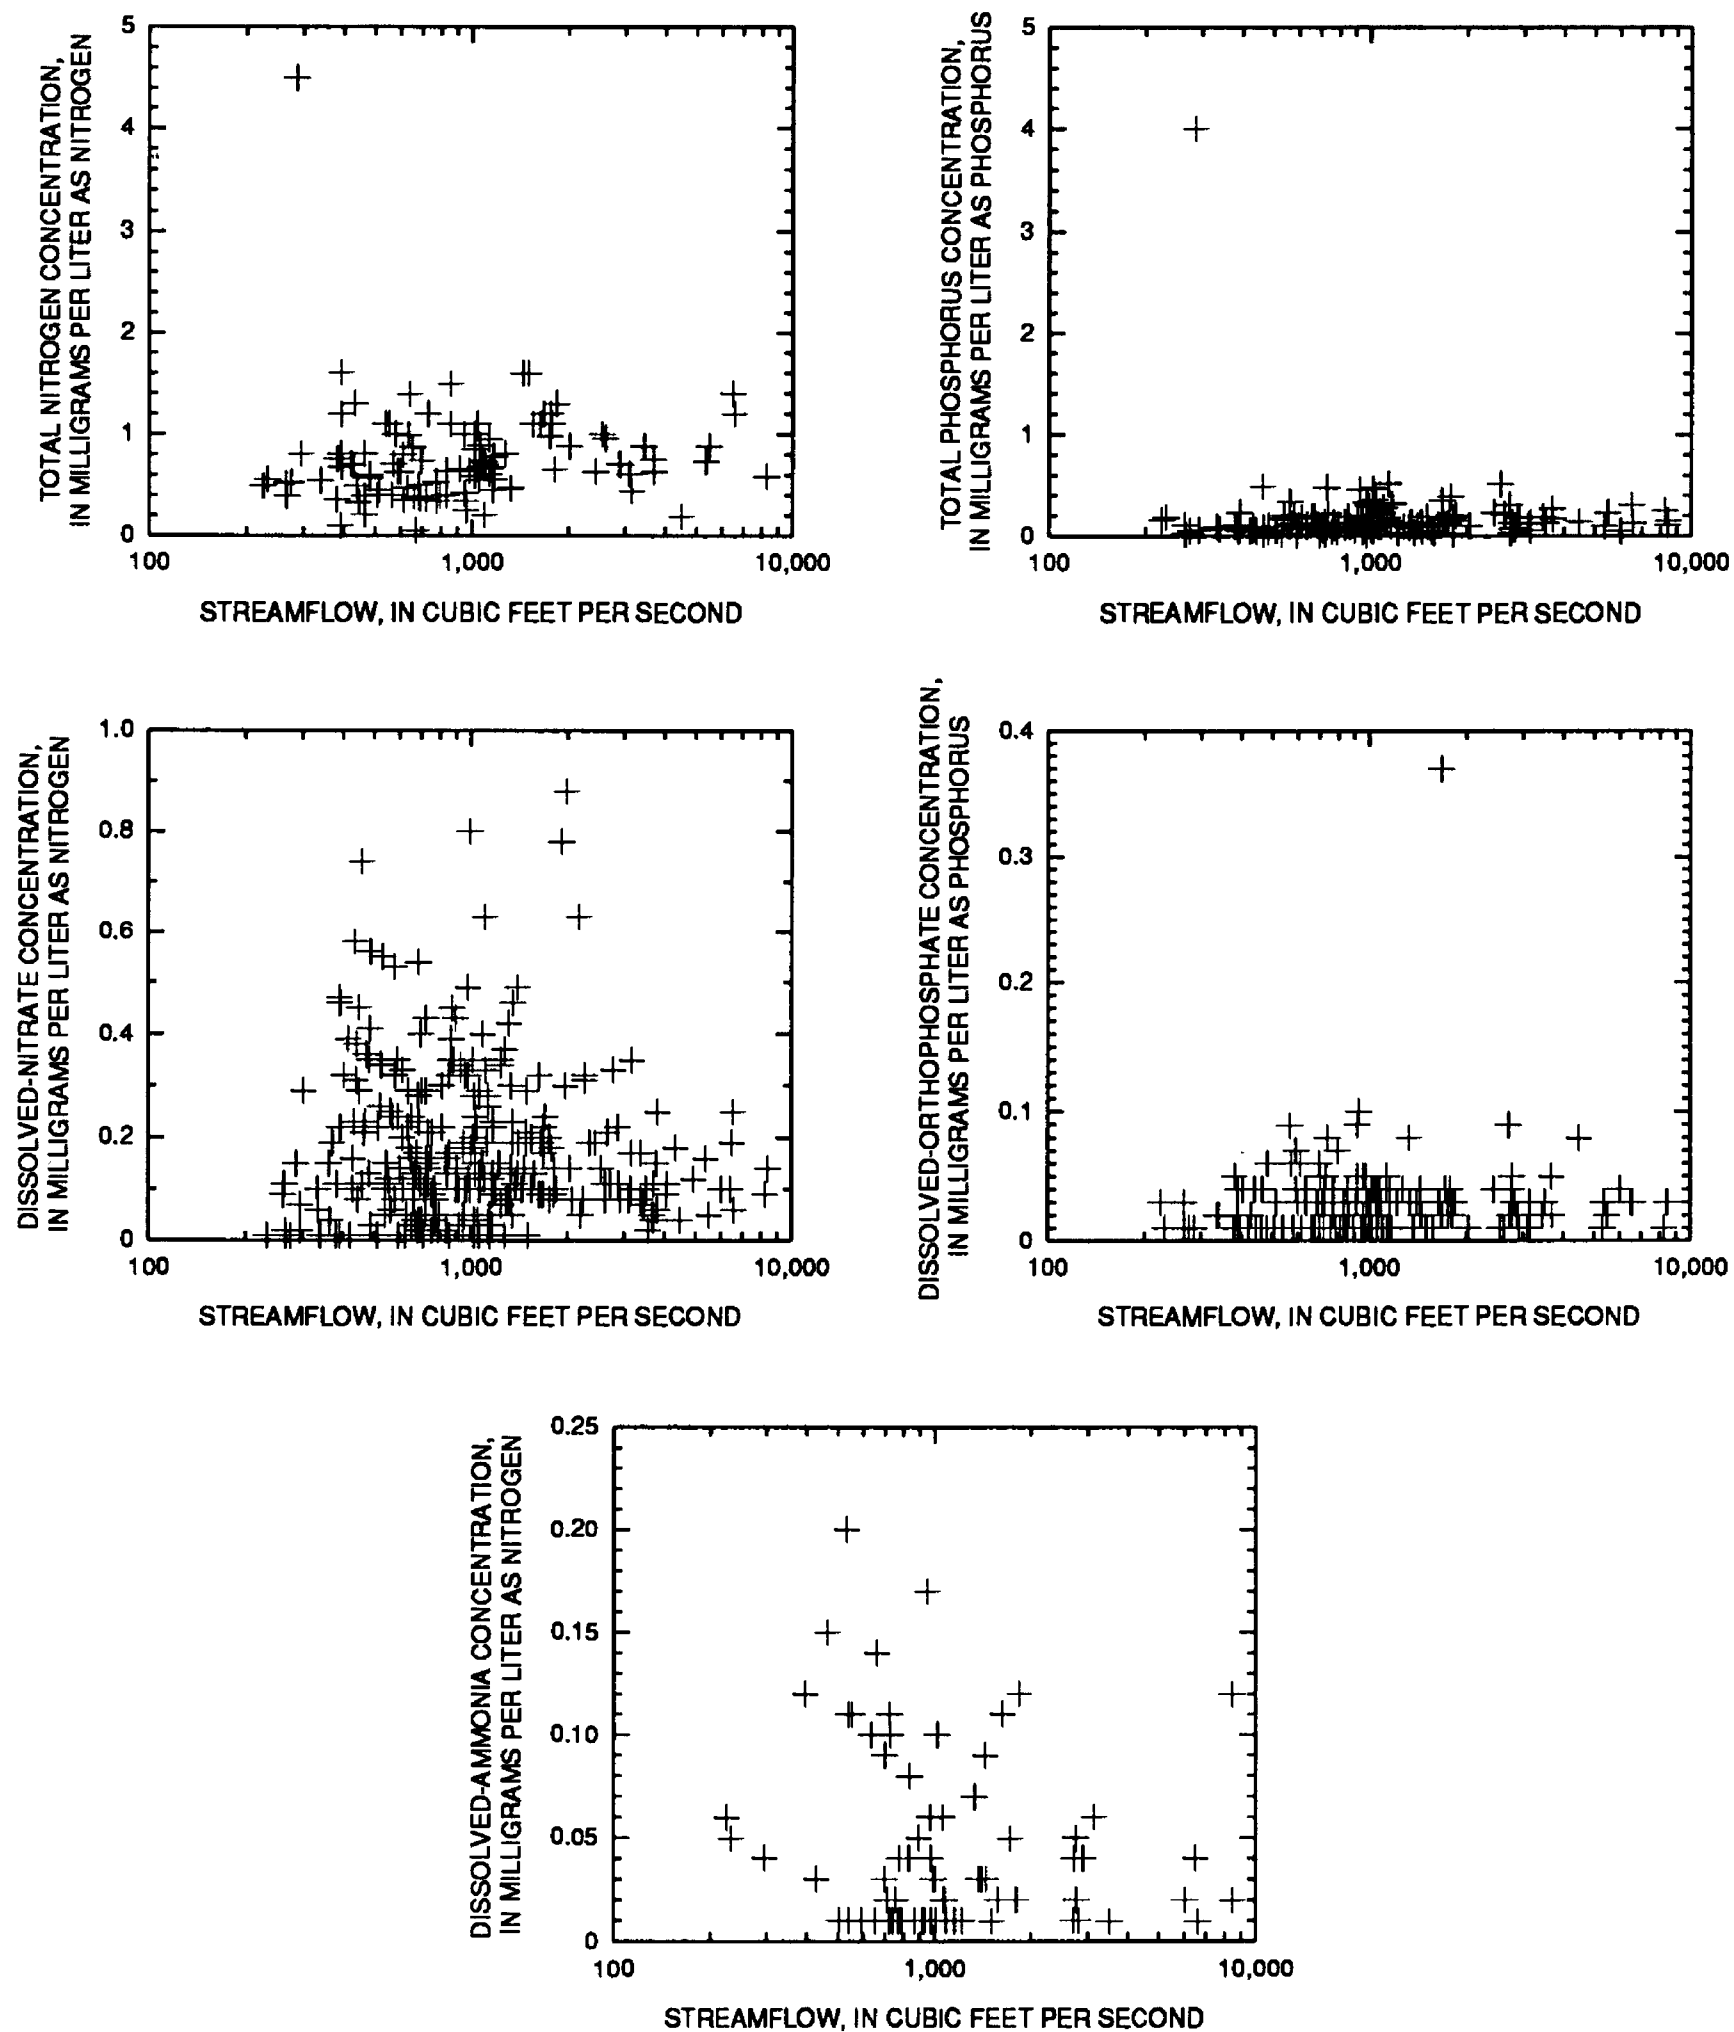 TOTAL NITROGEN CONCENTRATION,
IN MILLIGRAMS PER LITER AS NITROGEN
5
4
3
2
1
0
100
1,000
10,000
STREAMFLOW, IN CUBIC FEET PER SECOND
TOTAL PHOSPHORUS CONCENTRATION,
IN MILLIGRAMS PER LITER AS PHOSPHORUS
5
4
3
2
1
0
100
1,000
10,000
STREAMFLOW, IN CUBIC FEET PER SECOND
DISSOLVED-NITRATE CONCENTRATION,
IN MILLIGRAMS PER LITER AS NITROGEN
1.0
0.8
0.6
0.4
0.2
0
100
1,000
10,000
STREAMFLOW, IN CUBIC FEET PER SECOND
DISSOLVED-ORTHOPHOSPHATE CONCENTRATION,
IN MILLIGRAMS PER LITER AS PHOSPHORUS
0.4
0.3
0.2
0.1
0
100
1,000
10,000
STREAMFLOW, IN CUBIC FEET PER SECOND
DISSOLVED-AMMONIA CONCENTRATION,
IN MILLIGRAMS PER LITER AS NITROGEN
0.25
0.20
0.15
0.10
0.05
0
100
1,000
10,000
STREAMFLOW, IN CUBIC FEET PER SECOND